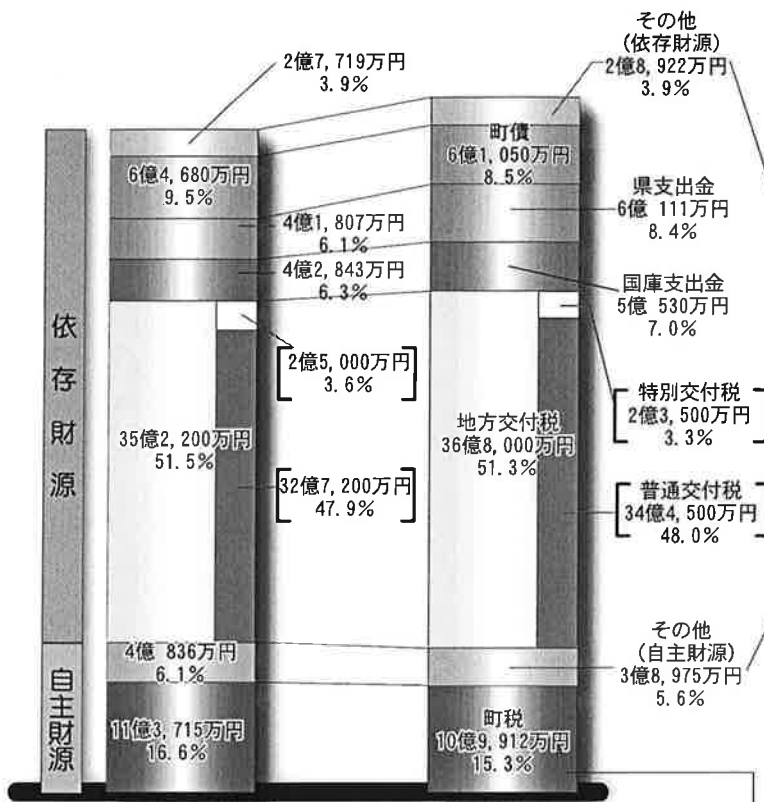 その他
(依存財源)
2億8,922万円
3.9%
2億7,719万円
3.9%
町債
6億1,050万円
8.5%
6億4,680万円
9.5%
県支出金
6億 111万円
8.4%
4億1,807万円
6.1%
4億2,843万円
6.3%
国庫支出金
5億 530万円
7.0%
依存財源
2億5,000万円
3.6%
特別交付税
2億3,500万円
3.3%
35億2,200万円
51.5%
地方交付税
36億8,000万円
51.3%
32億7,200万円
47.9%
普通交付税
34億4,500万円
48.0%
その他
(自主財源)
3億8,975万円
5.6%
4億 836万円
6.1%
自主財源
11億3,715万円
16.6%
町税
10億9,912万円
15.3%